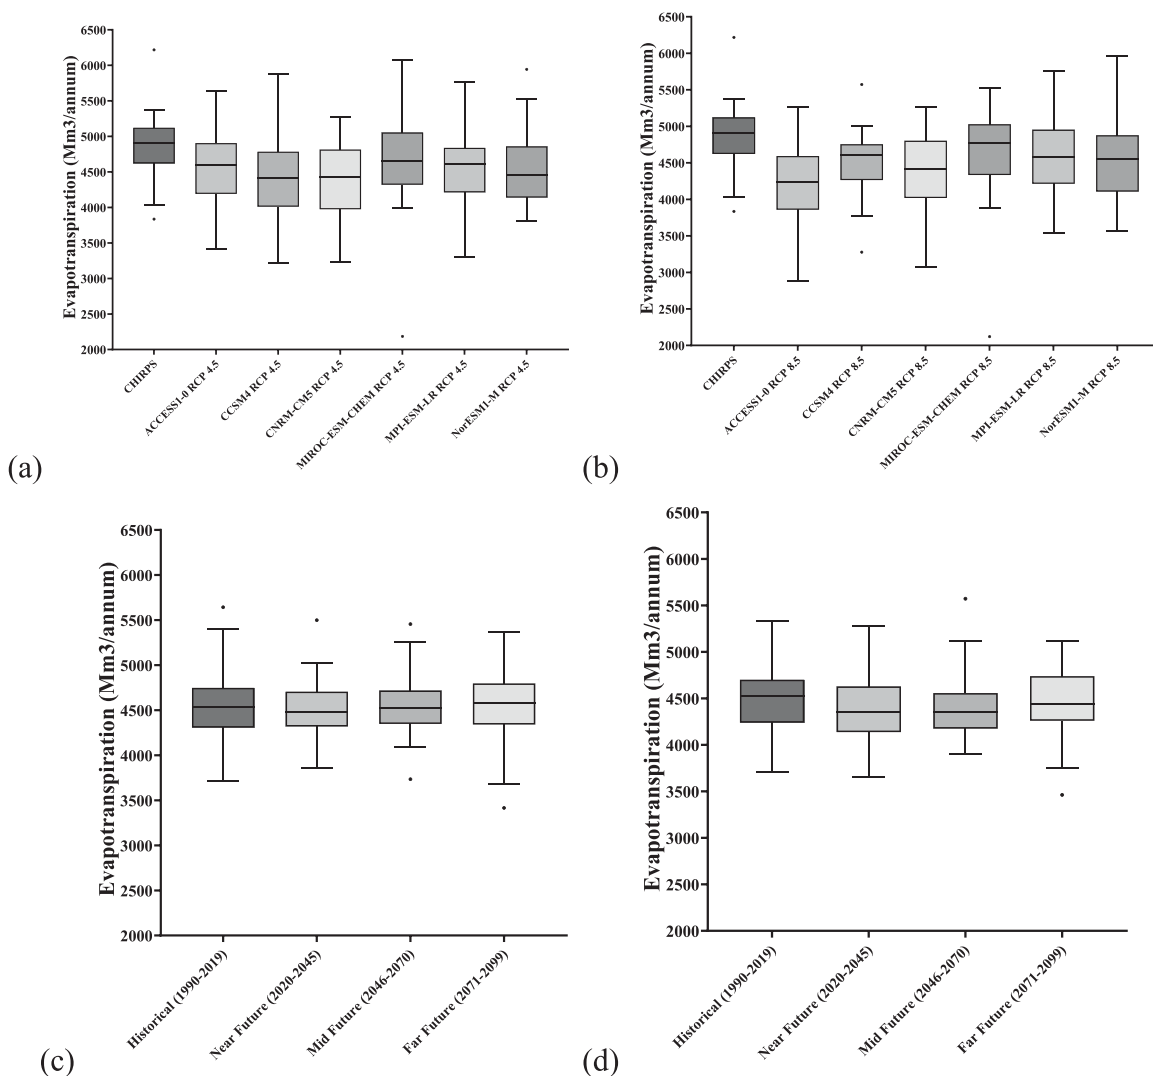 Evapotranspiration (Mm3/annum)
6500
6000
5500
5000
4500
4000
3500
3000
2500
2000
CHIRPS
ACCESS1-0 RCP 4.5
CCSM4 RCP 4.5
CNRM-CM5 RCP 4.5
MIROC-ESM-CHEM RCP 4.5
MPI-ESM-LR RCP 4.5
NorESM1-M RCP 4.5
(a)
Evapotranspiration (Mm3/annum)
6500
6000
5500
5000
4500
4000
3500
3000
2500
2000
CHIRPS
ACCESS1-0 RCP 8.5
CCSM4 RCP 8.5
CNRM-CM5 RCP 8.5
MIROC-ESM-CHEM RCP 8.5
MPI-ESM-LR RCP 8.5
NorESM1-M RCP 8.5
(b)
Evapotranspiration (Mm3/annum)
6500
6000
5500
5000
4500
4000
3500
3000
2500
2000
Historical (1990-2019)
Near Future (2020-2045)
Mid Future (2046-2070)
Far Future (2071-2099)
(c)
Evapotranspiration (Mm3/annum)
6500
6000
5500
5000
4500
4000
3500
3000
2500
2000
Historical (1990-2019)
Near Future (2020-2045)
Mid Future (2046-2070)
Far Future (2071-2099)
(d)